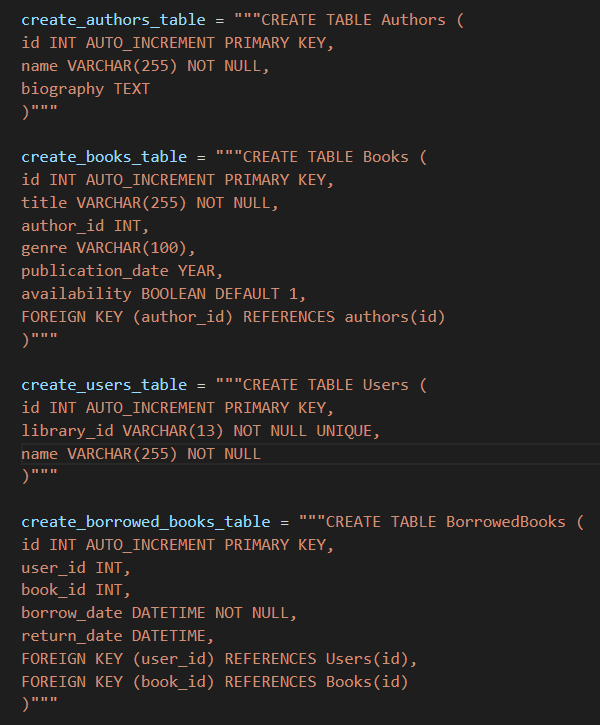 create_authors_table = """CREATE TABLE Authors (
id INT AUTO_INCREMENT PRIMARY KEY,
name VARCHAR(255) NOT NULL,
biography TEXT
)"""
create_books_table = """CREATE TABLE Books (
id INT AUTO_INCREMENT PRIMARY KEY,
title VARCHAR(255) NOT NULL,
author_id INT,
genre VARCHAR(100),
publication_date YEAR,
availability BOOLEAN DEFAULT 1,
FOREIGN KEY (author_id) REFERENCES authors(id)
)"""
create_users_table = """CREATE TABLE Users (
id INT AUTO_INCREMENT PRIMARY KEY,
library_id VARCHAR(13) NOT NULL UNIQUE,
name VARCHAR(255) NOT NULL
)"""
create_borrowed_books_table = """CREATE TABLE BorrowedBooks (
id INT AUTO_INCREMENT PRIMARY KEY,
user_id INT,
book_id INT,
borrow_date DATETIME NOT NULL,
return_date DATETIME,
FOREIGN KEY (user_id) REFERENCES Users(id),
FOREIGN KEY (book_id) REFERENCES Books(id)
)"""